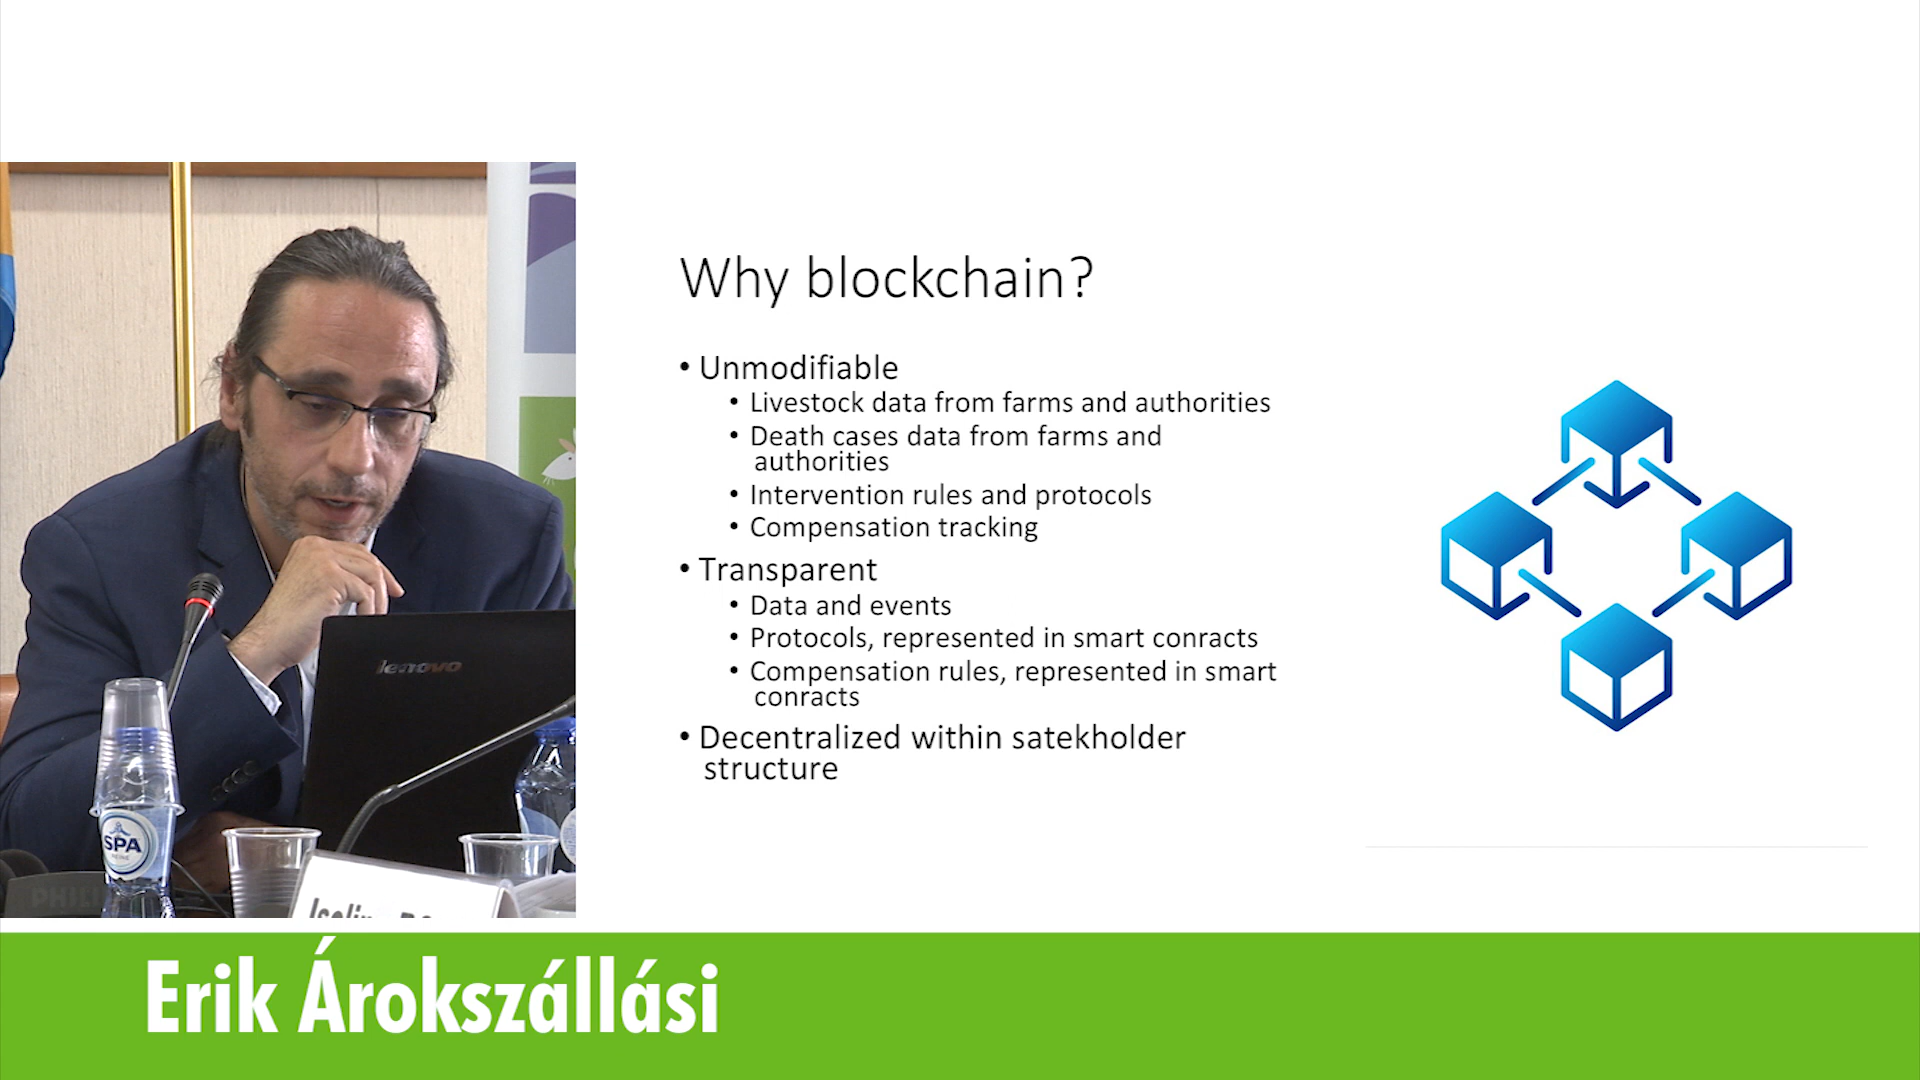 Why blockchain?
• Unmodifiable
• Livestock data from farms and authorities
• Death cases data from farms and
authorities
• Intervention rules and protocols
• Compensation tracking
• Transparent
• Data and events
• Protocols, represented in smart conracts
• Compensation rules, represented in smart
conracts
• Decentralized within satekholder
structure
lenovo
SPA
REINE
Erik Árokszállási